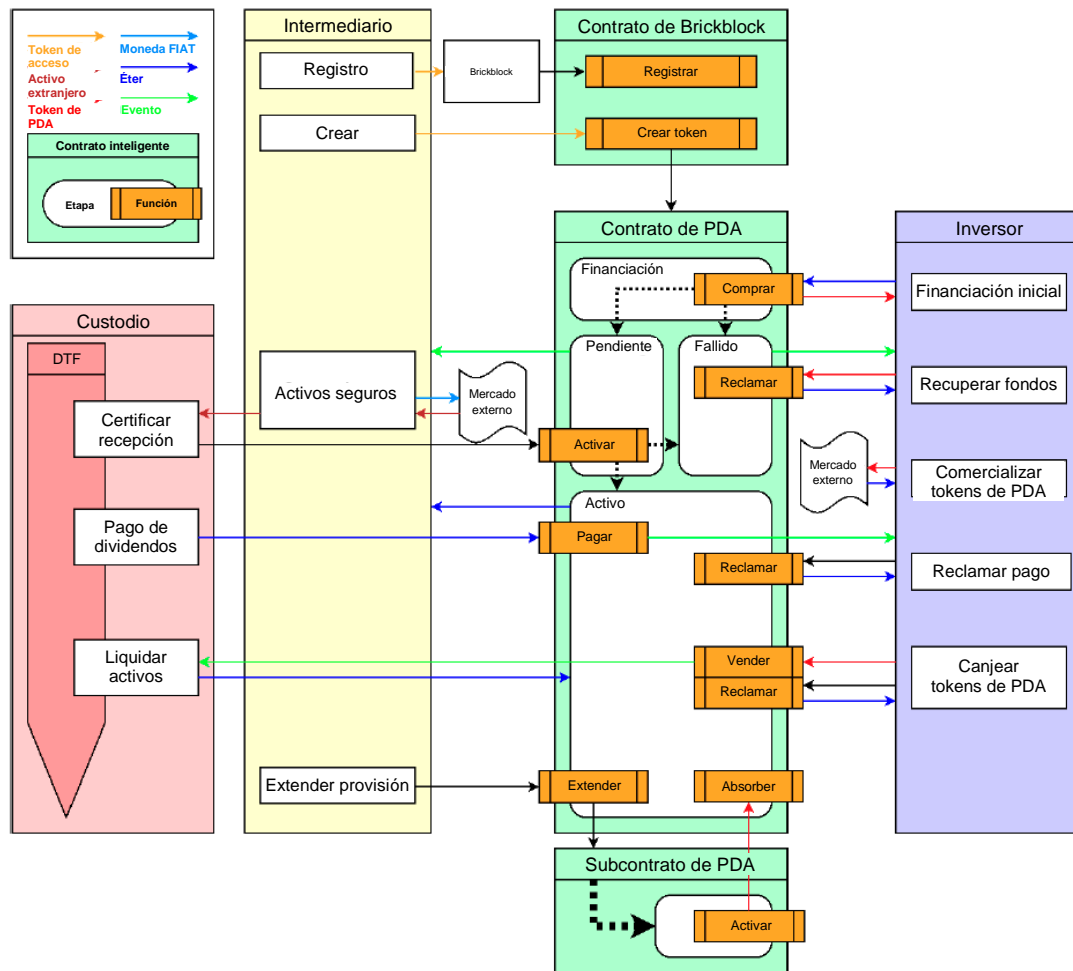 Token de
acceso
Moneda FIAT
Activo
extranjero
Éter
Token de
PDA
Evento
Contrato inteligente
Etapa
Función
Intermediario
Registro
Brickblock
Crear
Contrato de Brickblock
Registrar
Crear token
Contrato de PDA
Financiación
Comprar
Pendiente
Fallido
Reclamar
Activar
Activo
Pagar
Reclamar
Vender
Reclamar
Extender
Absorber
Inversor
Financiación inicial
Recuperar fondos
Mercado
externo
Comercializar
tokens de PDA
Reclamar pago
Canjear
tokens de PDA
Custodio
DTF
Certificar
recepción
Pago de
dividendos
Liquidar
activos
Activos seguros
Mercado
externo
Extender provisión
Subcontrato de PDA
Activar